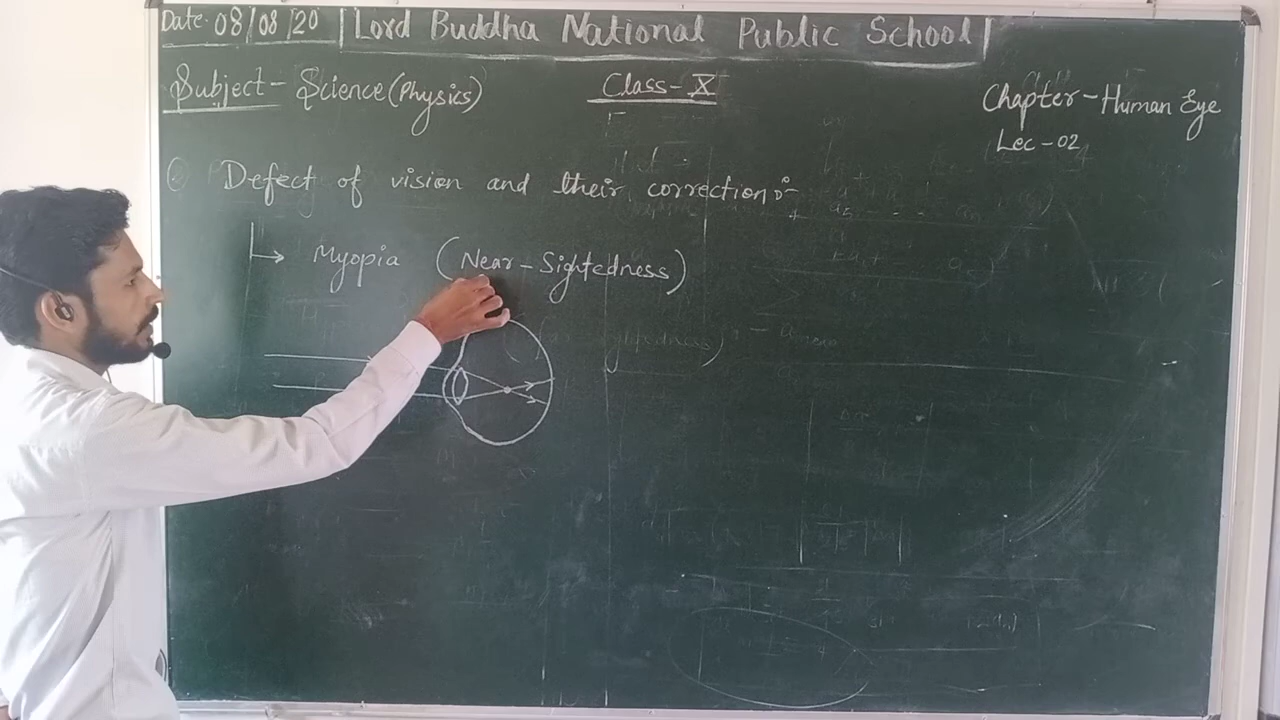 Date. 08/08/20 Lord Buddha National Public School
Subject - Science (Physics) Class - X Chapter - Human Eye
Lec - 02
Defect of vision and their correction :-
Myopia (Near - Sightedness)